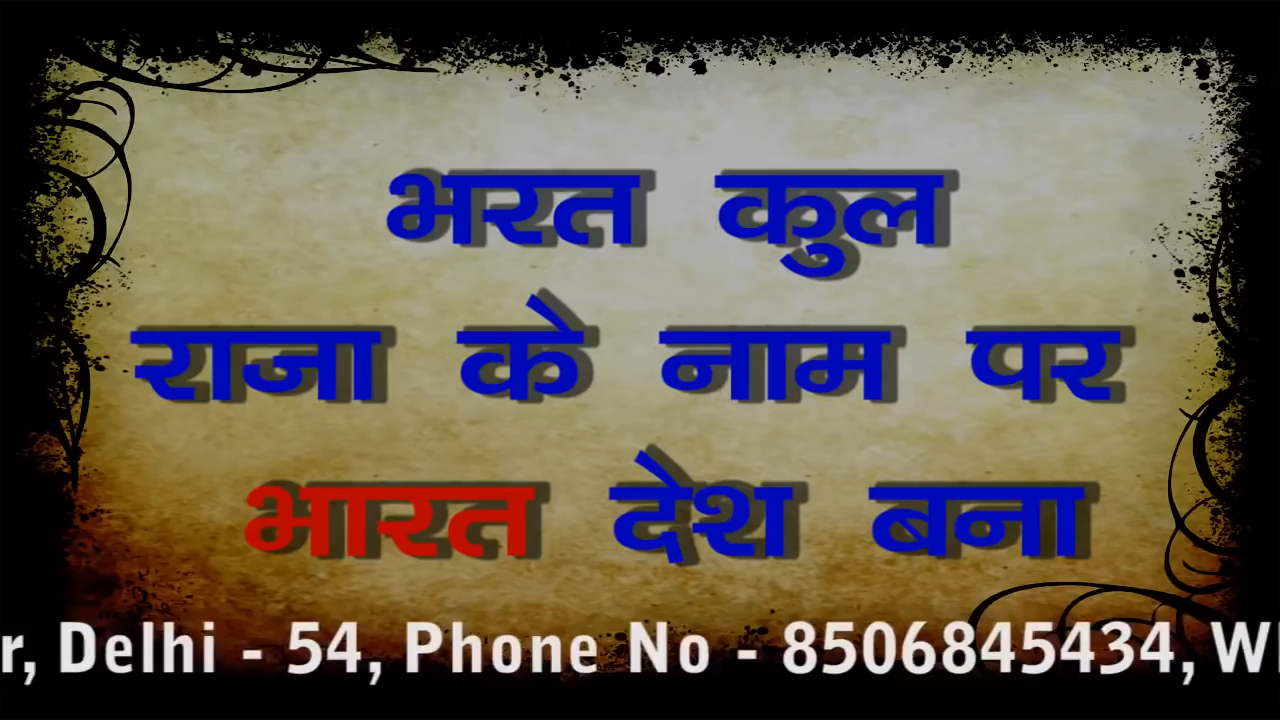 भरत कुल
राजा के नाम पर
भारत देश बना
r, Delhi - 54, Phone No - 8506845434,